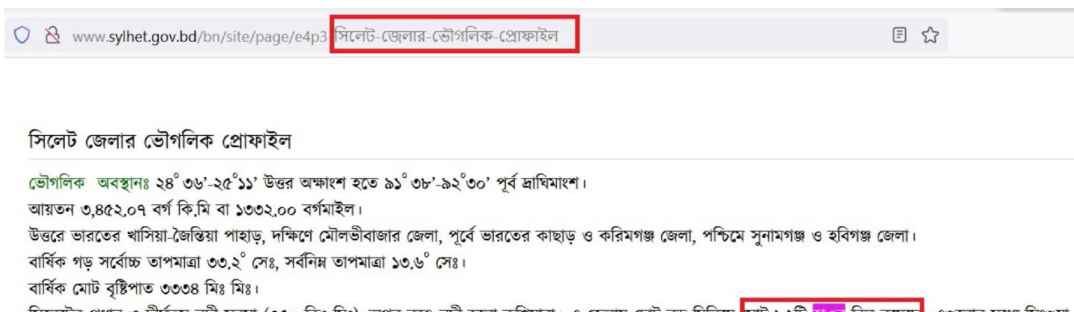 www.sylhet.gov.bd/bn/site/page/e4p3-সিলেট-জেলার-ভৌগলিক-প্রোফাইল
সিলেট জেলার ভৌগলিক প্রোফাইল
ভৌগলিক অবস্থানঃ ২৪°৩৬’-২৫°১১’ উত্তর অক্ষাংশ হতে ৯১°৩৮’-৯২°৩০’ পূর্ব দ্রাঘিমাংশ।
আয়তন ৩,৪৫২.০৭ বর্গ কি.মি বা ১৩৩২.০০ বর্গমাইল।
উত্তরে ভারতের খাসিয়া-জৈন্তিয়া পাহাড়, দক্ষিণে মৌলভীবাজার জেলা, পূর্বে ভারতের কাছাড় ও করিমগঞ্জ জেলা, পশ্চিমে সুনামগঞ্জ ও হবিগঞ্জ জেলা।
বার্ষিক গড় সর্বোচ্চ তাপমাত্রা ৩৩.২° সেঃ, সর্বনিম্ন তাপমাত্রা ১৩.৬° সেঃ।
বার্ষিক মোট বৃষ্টিপাত ৩৩৩৪ মিঃ মিঃ।